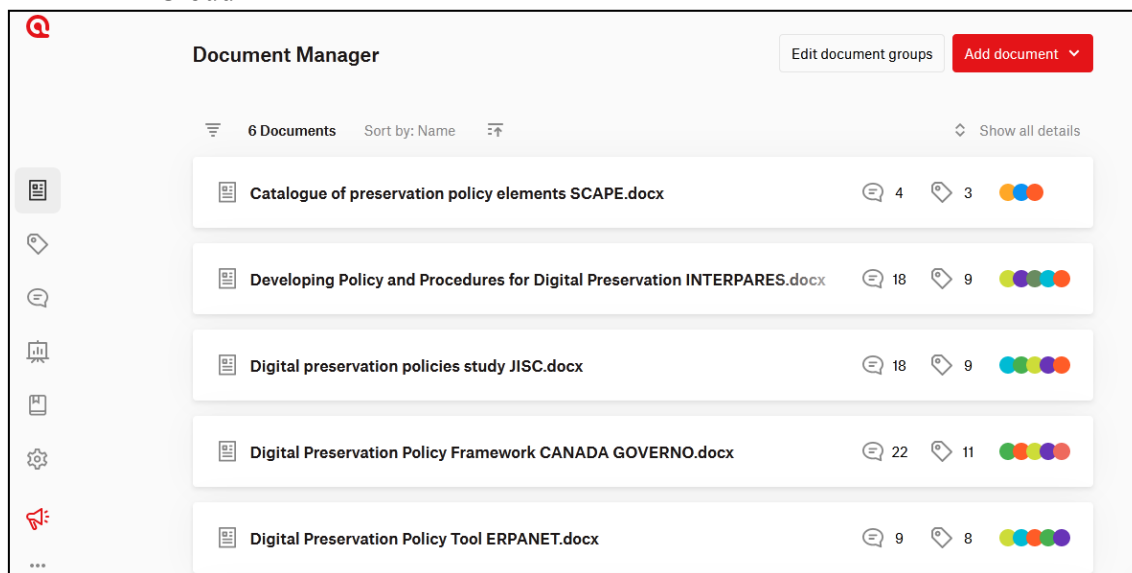 Document Manager
Edit document groups
Add document
6 Documents Sort by: Name
Show all details
Catalogue of preservation policy elements SCAPE.docx 4 3
Developing Policy and Procedures for Digital Preservation INTERPARES.docx 18 9
Digital preservation policies study JISC.docx 18 9
Digital Preservation Policy Framework CANADA GOVERNO.docx 22 11
Digital Preservation Policy Tool ERPANET.docx 9 8